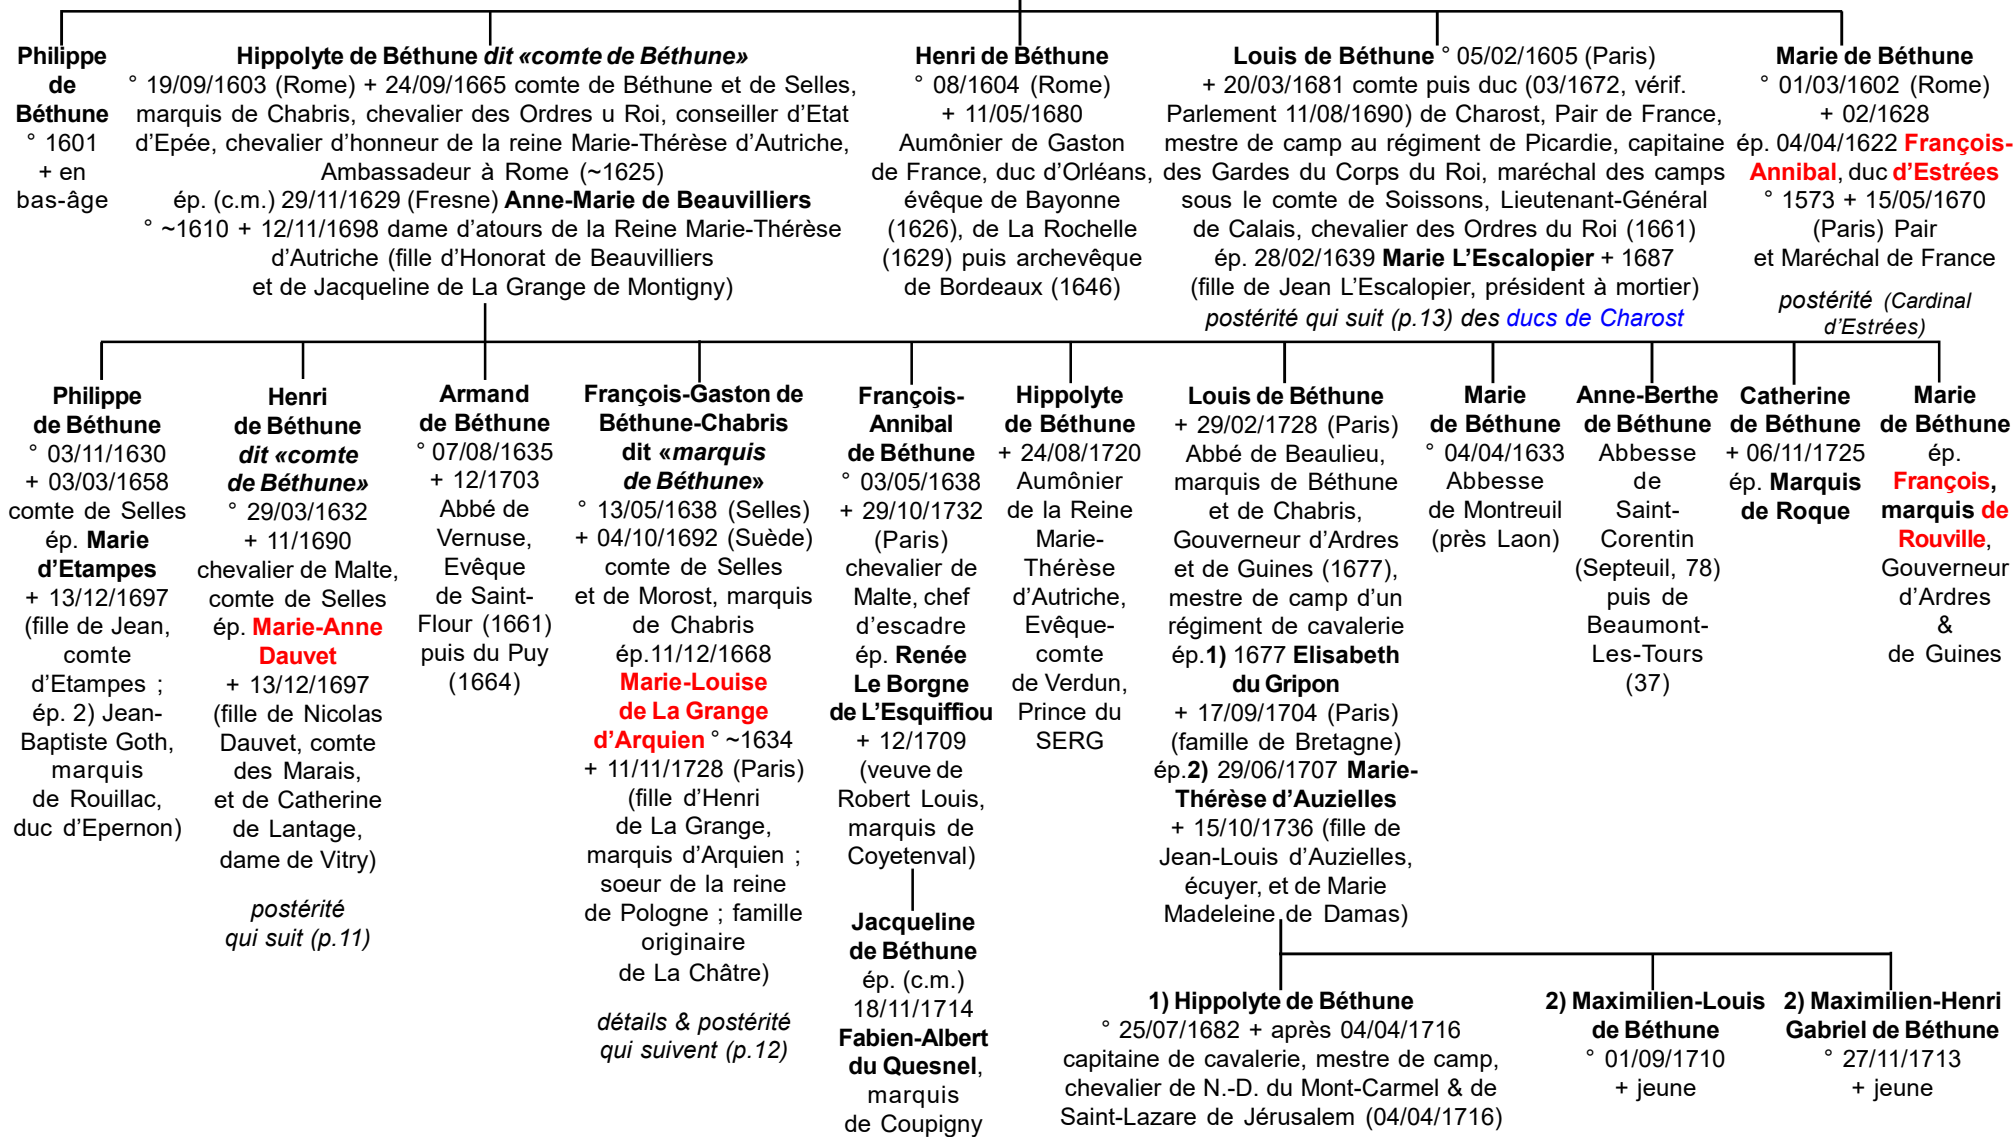 Philippe
de
Béthune
° 1601
+ en
bas-âge
Hippolyte de Béthune dit «comte de Béthune»
° 19/09/1603 (Rome) + 24/09/1665 comte de Béthune et de Selles,
marquis de Chabris, chevalier des Ordres u Roi, conseiller d'Etat
d'Epée, chevalier d'honneur de la reine Marie-Thérèse d'Autriche,
Ambassadeur à Rome (~1625)
ép. (c.m.) 29/11/1629 (Fresne) Anne-Marie de Beauvilliers
° ~1610 + 12/11/1698 dame d'atours de la Reine Marie-Thérèse
d'Autriche (fille d'Honorat de Beauvilliers
et de Jacqueline de La Grange de Montigny)
Henri de Béthune
° 08/1604 (Rome)
+ 11/05/1680
Aumônier de Gaston
de France, duc d'Orléans,
évêque de Bayonne
(1626), de La Rochelle
(1629) puis archevêque
de Bordeaux (1646)
Louis de Béthune ° 05/02/1605 (Paris)
+ 20/03/1681 comte puis duc (03/1672, vérif.
Parlement 11/08/1690) de Charost, Pair de France,
mestre de camp au régiment de Picardie, capitaine
des Gardes du Corps du Roi, maréchal des camps
sous le comte de Soissons, Lieutenant-Général
de Calais, chevalier des Ordres du Roi (1661)
ép. 28/02/1639 Marie L'Escalopier + 1687
(fille de Jean L'Escalopier, président à mortier)
postérité qui suit (p.13) des ducs de Charost
Marie de Béthune
° 01/03/1602 (Rome)
+ 02/1628
ép. 04/04/1622 François-
Annibal, duc d'Estrées
° 1573 + 15/05/1670
(Paris) Pair
et Maréchal de France
postérité (Cardinal
d'Estrées)
Philippe
de Béthune
° 03/11/1630
+ 03/03/1658
comte de Selles
ép. Marie
d'Etampes
+ 13/12/1697
(fille de Jean,
comte
d'Etampes ;
ép. 2) Jean-
Baptiste Goth,
marquis
de Rouillac,
duc d'Epernon)
Henri
de Béthune
dit «comte
de Béthune»
° 29/03/1632
+ 11/1690
chevalier de Malte,
comte de Selles
ép. Marie-Anne
Dauvet
+ 13/12/1697
(fille de Nicolas
Dauvet, comte
des Marais,
et de Catherine
de Lantage,
dame de Vitry)
postérité
qui suit (p.11)
Armand
de Béthune
° 07/08/1635
+ 12/1703
Abbé de
Vernuse,
Evêque
de Saint-
Flour (1661)
puis du Puy
(1664)
François-Gaston de
Béthune-Chabris
dit «marquis
de Béthune»
° 13/05/1638 (Selles)
+ 04/10/1692 (Suède)
comte de Selles
et de Morost, marquis
de Chabris
ép.11/12/1668
Marie-Louise
de La Grange
d'Arquien ° ~1634
+ 11/11/1728 (Paris)
(fille d'Henri
de La Grange,
marquis d'Arquien ;
soeur de la reine
de Pologne ; famille
originaire
de La Châtre)
détails & postérité
qui suivent (p.12)
François-
Annibal
de Béthune
° 03/05/1638
+ 29/10/1732
(Paris)
chevalier de
Malte, chef
d'escadre
ép. Renée
Le Borgne
de L'Esquiffiou
+ 12/1709
(veuve de
Robert Louis,
marquis de
Coyetenval)
Jacqueline
de Béthune
ép. (c.m.)
18/11/1714
Fabien-Albert
du Quesnel,
marquis
de Coupigny
Hippolyte
de Béthune
+ 24/08/1720
Aumônier
de la Reine
Marie-
Thérèse
d'Autriche,
Evêque-
comte
de Verdun,
Prince du
SERG
Louis de Béthune
+ 29/02/1728 (Paris)
Abbé de Beaulieu,
marquis de Béthune
et de Chabris,
Gouverneur d'Ardres
et de Guines (1677),
mestre de camp d'un
régiment de cavalerie
ép.1) 1677 Elisabeth
du Gripon
+ 17/09/1704 (Paris)
(famille de Bretagne)
ép.2) 29/06/1707 Marie-
Thérèse d'Auzielles
+ 15/10/1736 (fille de
Jean-Louis d'Auzielles,
écuyer, et de Marie
Madeleine de Damas)
Marie
de Béthune
° 04/04/1633
Abbesse
de Montreuil
(près Laon)
Anne-Berthe
de Béthune
Abbesse
de
Saint-
Corentin
(Septeuil, 78)
puis de
Beaumont-
Les-Tours
(37)
Catherine
de Béthune
+ 06/11/1725
ép. Marquis
de Roque
Marie
de Béthune
ép.
François,
marquis de
Rouville,
Gouverneur
d'Ardres
&
de Guines
1) Hippolyte de Béthune
° 25/07/1682 + après 04/04/1716
capitaine de cavalerie, mestre de camp,
chevalier de N.-D. du Mont-Carmel & de
Saint-Lazare de Jérusalem (04/04/1716)
2) Maximilien-Louis
de Béthune
° 01/09/1710
+ jeune
2) Maximilien-Henri
Gabriel de Béthune
° 27/11/1713
+ jeune